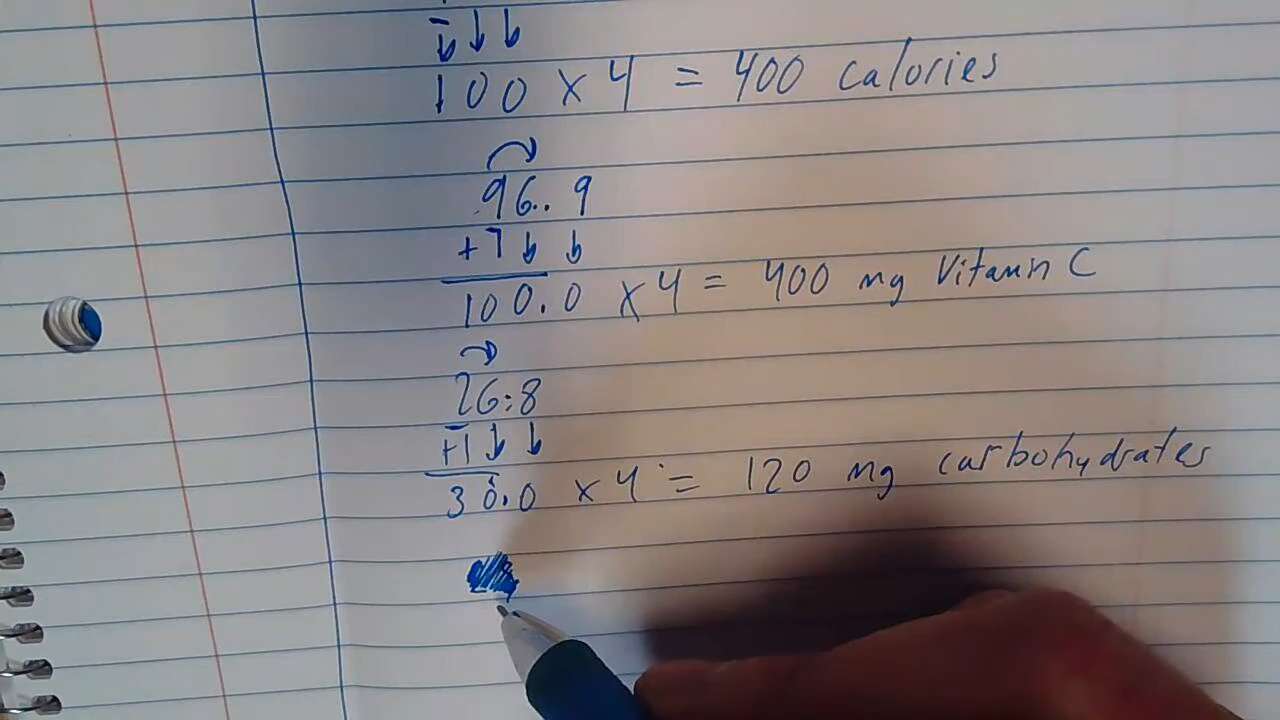 100 x 4 = 400 calories
96.. 9
+7
100.0 x 4 = 400 mg Vitamin C
26:8
+1
30.0 x 4 = 120 mg carbohydrates